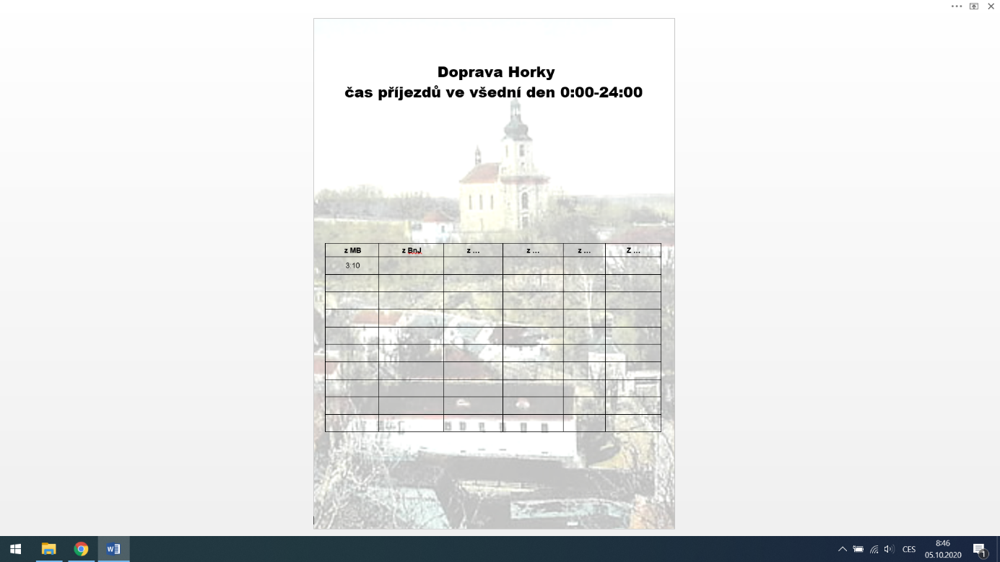 Doprava Horky
čas příjezdů ve všední den 0:00-24:00
z MB z BnJ z ... z ... z ... Z ...
3:10
CES
8:46
05.10.2020
1